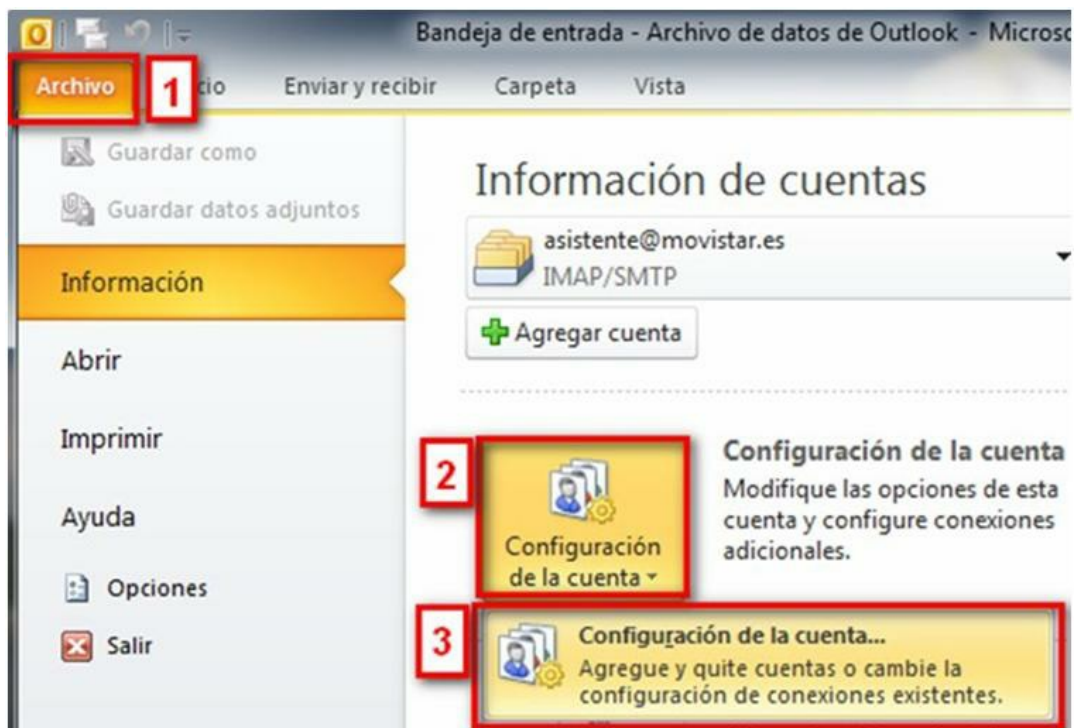 Bandeja de entrada - Archivo de datos de Outlook - Microso
Archivo 1 cio Enviar y recibir Carpeta Vista
Guardar como
Guardar datos adjuntos
Información
Abrir
Imprimir
Ayuda
Opciones
Salir
Información de cuentas
asistente@movistar.es
IMAP/SMTP
Agregar cuenta
2
Configuración
de la cuenta
Configuración de la cuenta
Modifique las opciones de esta
cuenta y configure conexiones
adicionales.
3
Configuración de la cuenta...
Agregue y quite cuentas o cambie la
configuración de conexiones existentes.